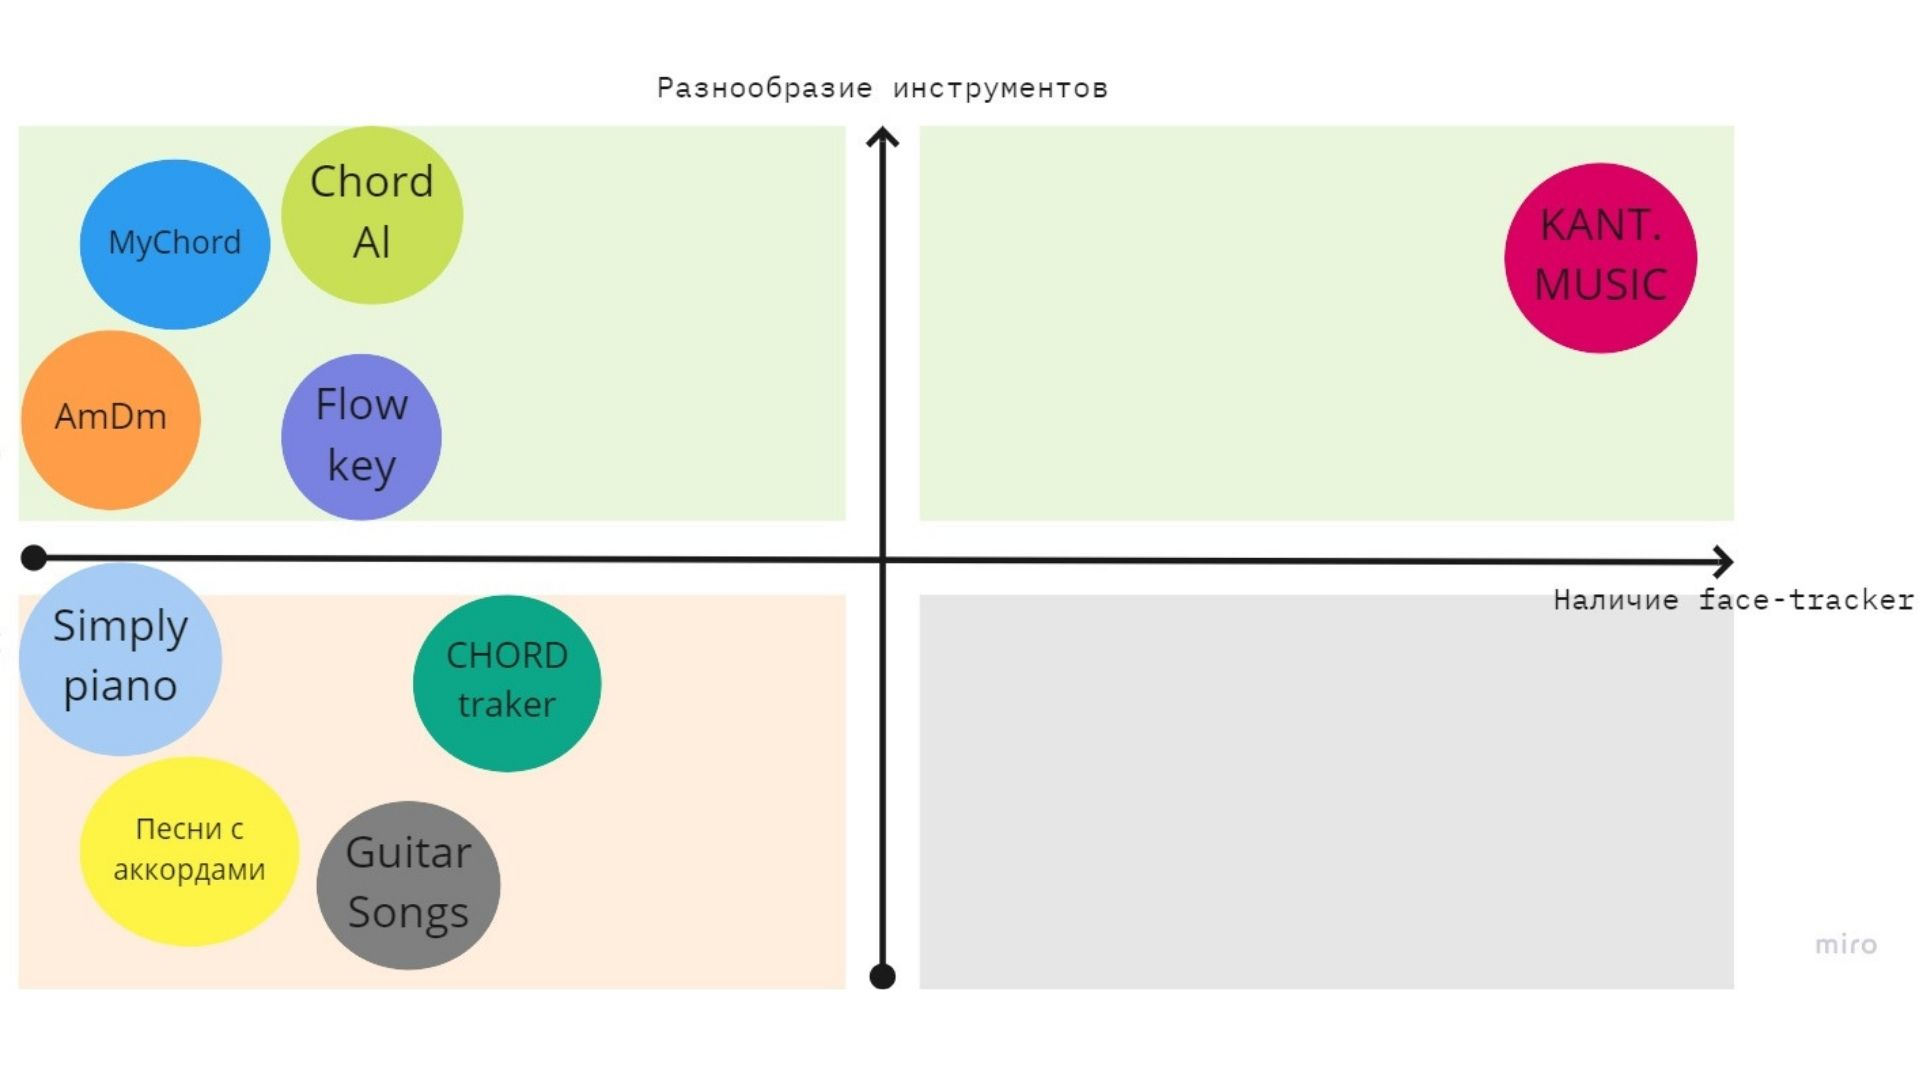 Разнообразие инструментов
MyChord
Chord
Al
KANT.
MUSIC
AmDm
Flow
key
Наличие face-tracker
Simply
piano
CHORD
traker
Песни с
аккордами
Guitar
Songs
miro